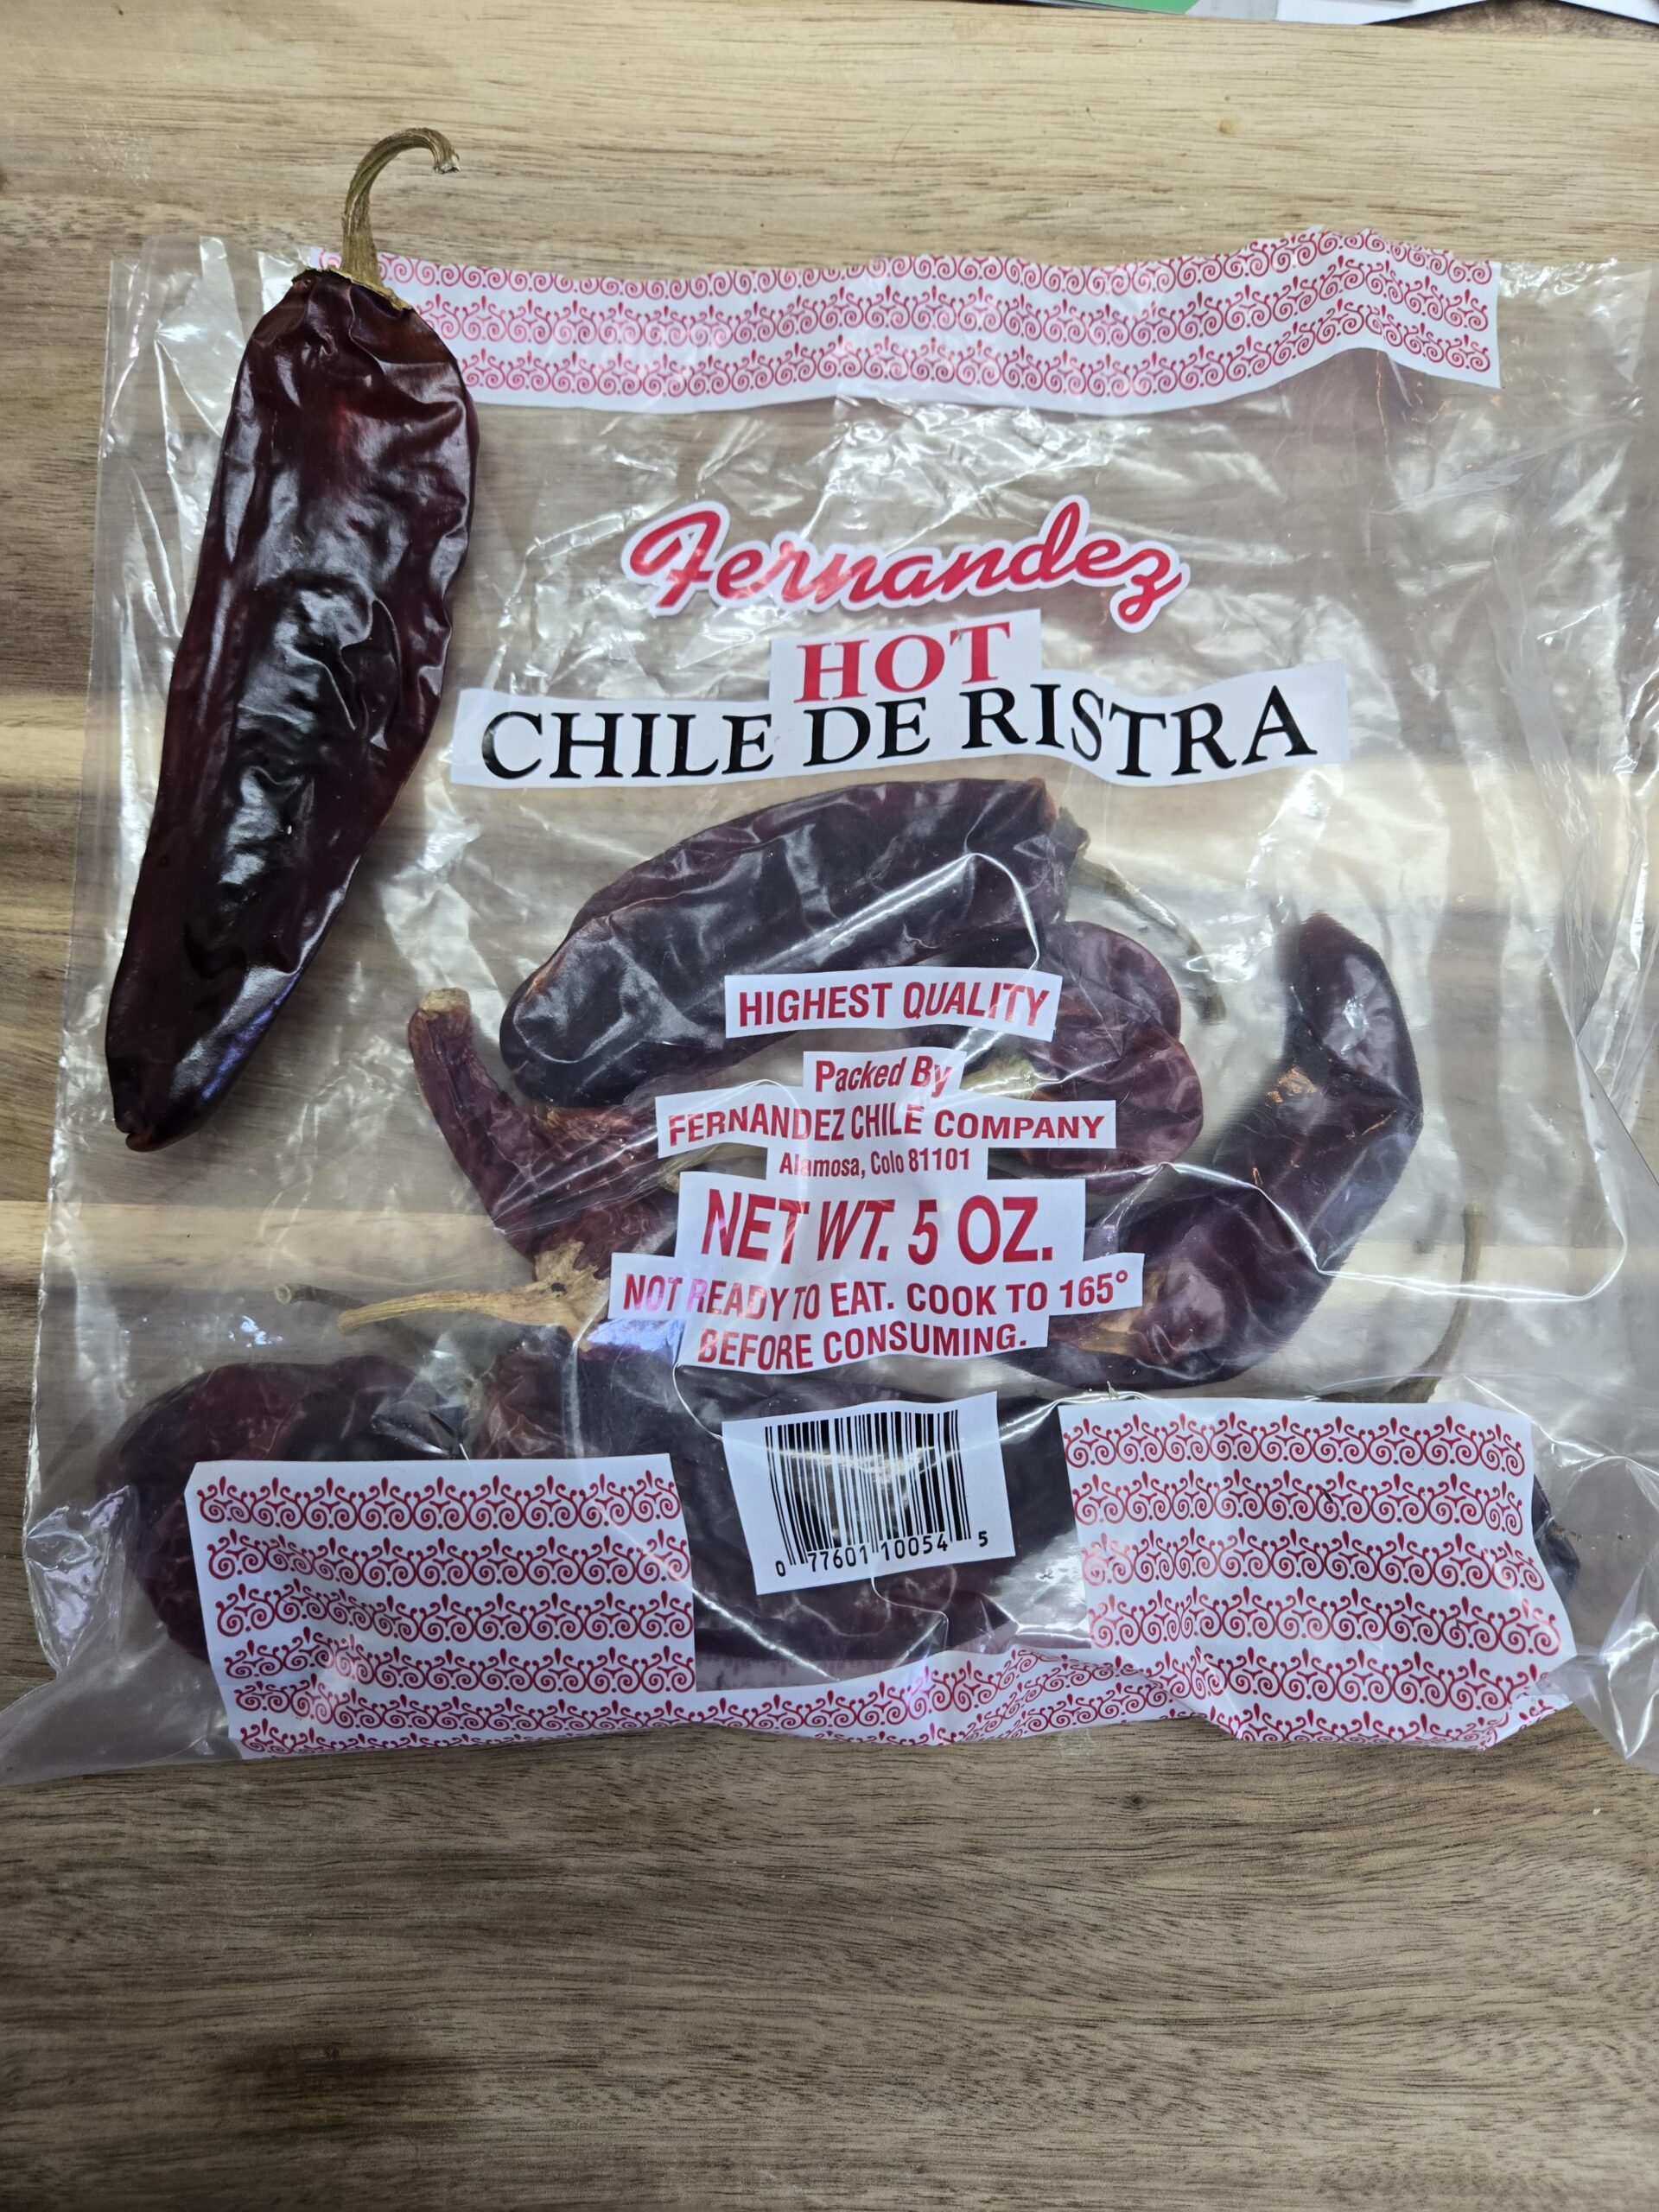 Fernandez
HOT
CHILE DE RISTRA
HIGHEST QUALITY
Packed By
FERNANDEZ CHILE COMPANY
Alamosa, Colo 81101
NET WT. 5 OZ.
NOT READY TO EAT. COOK TO 165°
BEFORE CONSUMING.
0 77601 10054 5